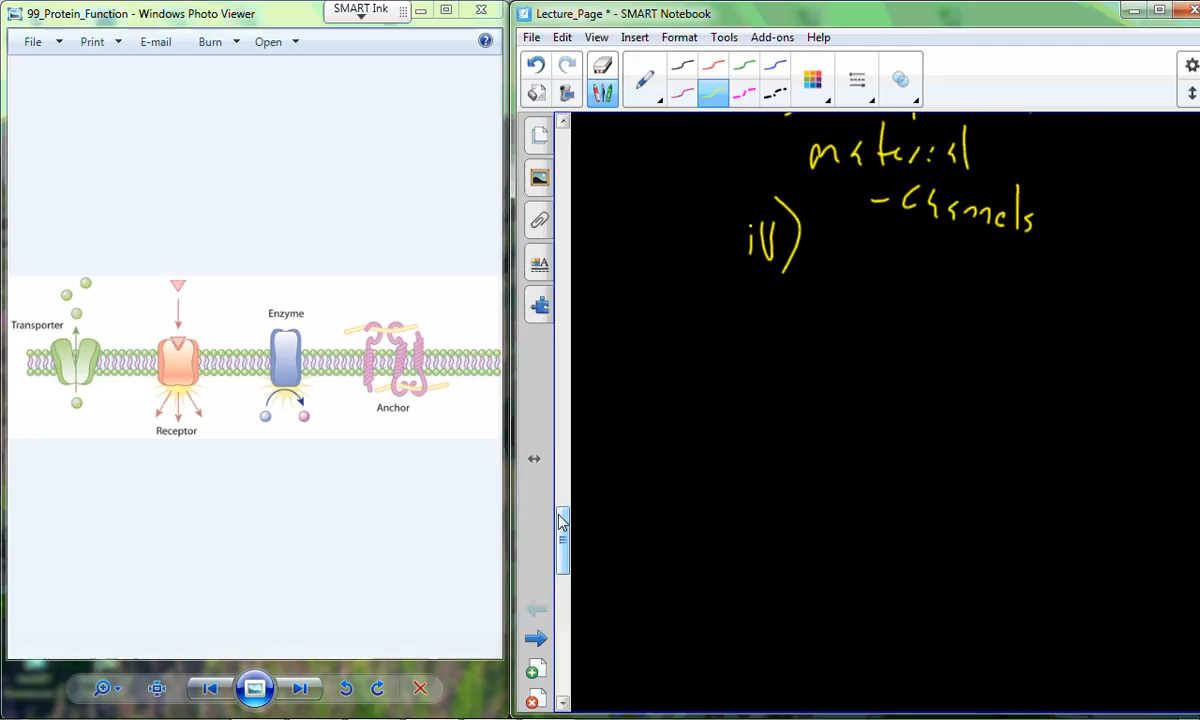 99_Protein_Function - Windows Photo Viewer
SMART Ink
File Print E-mail Burn Open
Transporter
Receptor
Enzyme
Anchor
Lecture_Page * - SMART Notebook
File Edit View Insert Format Tools Add-ons Help
material
- channels
iv)